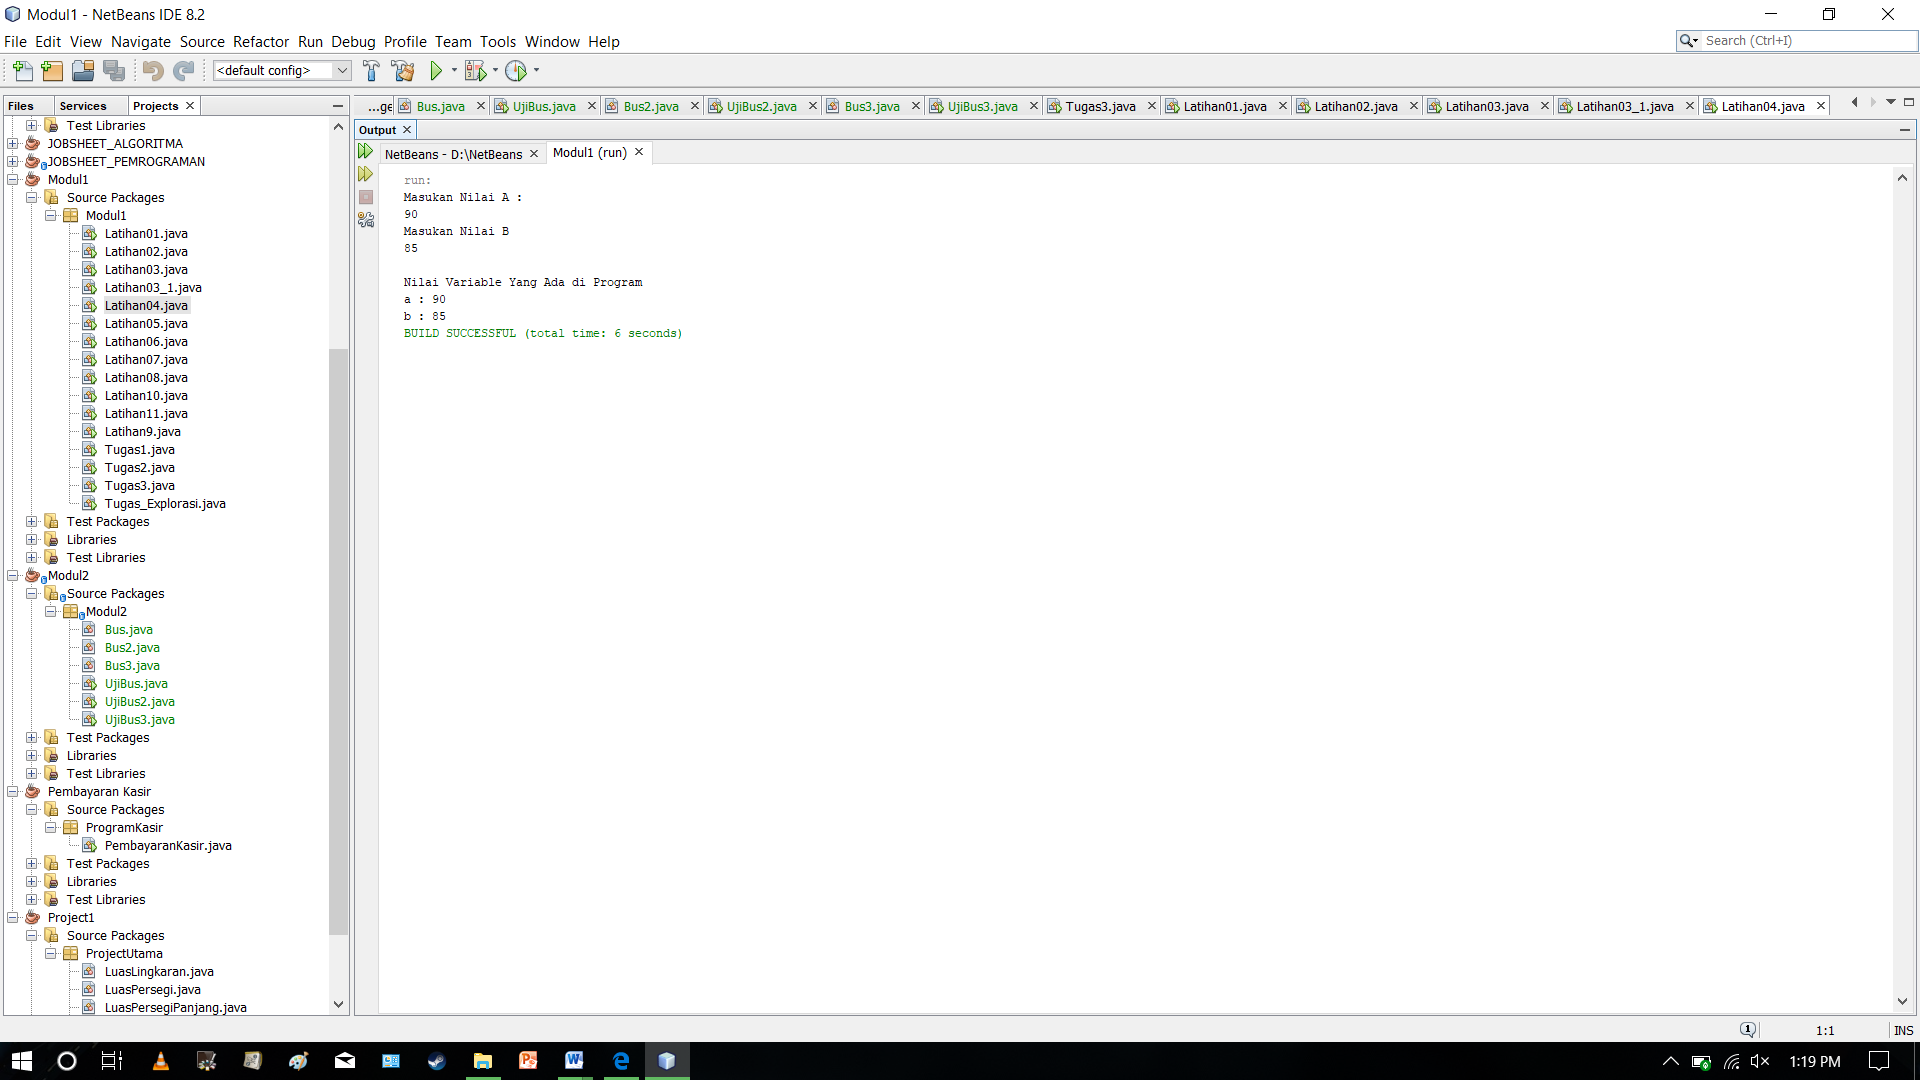 Modul1 - NetBeans IDE 8.2
File Edit View Navigate Source Refactor Run Debug Profile Team Tools Window Help
Search (Ctrl+I)
<default config>
Files Services Projects
...ge Bus.java UjiBus.java Bus2.java UjiBus2.java Bus3.java UjiBus3.java Tugas3.java Latihan01.java Latihan02.java Latihan03.java Latihan03_1.java Latihan04.java
Test Libraries
JOBSHEET_ALGORITMA
JOBSHEET_PEMROGRAMAN
Modul1
Source Packages
Modul1
Latihan01.java
Latihan02.java
Latihan03.java
Latihan03_1.java
Latihan04.java
Latihan05.java
Latihan06.java
Latihan07.java
Latihan08.java
Latihan10.java
Latihan11.java
Latihan9.java
Tugas1.java
Tugas2.java
Tugas3.java
Tugas_Explorasi.java
Test Packages
Libraries
Test Libraries
Modul2
Source Packages
Modul2
Bus.java
Bus2.java
Bus3.java
UjiBus.java
UjiBus2.java
UjiBus3.java
Test Packages
Libraries
Test Libraries
Pembayaran Kasir
Source Packages
ProgramKasir
PembayaranKasir.java
Test Packages
Libraries
Test Libraries
Project1
Source Packages
ProjectUtama
LuasLingkaran.java
LuasPersegi.java
LuasPersegiPanjang.java
Output
NetBeans - D:\NetBeans Modul1 (run)
run:
Masukan Nilai A :
90
Masukan Nilai B
85
Nilai Variable Yang Ada di Program
a : 90
b : 85
BUILD SUCCESSFUL (total time: 6 seconds)
1:1 INS
1:19 PM